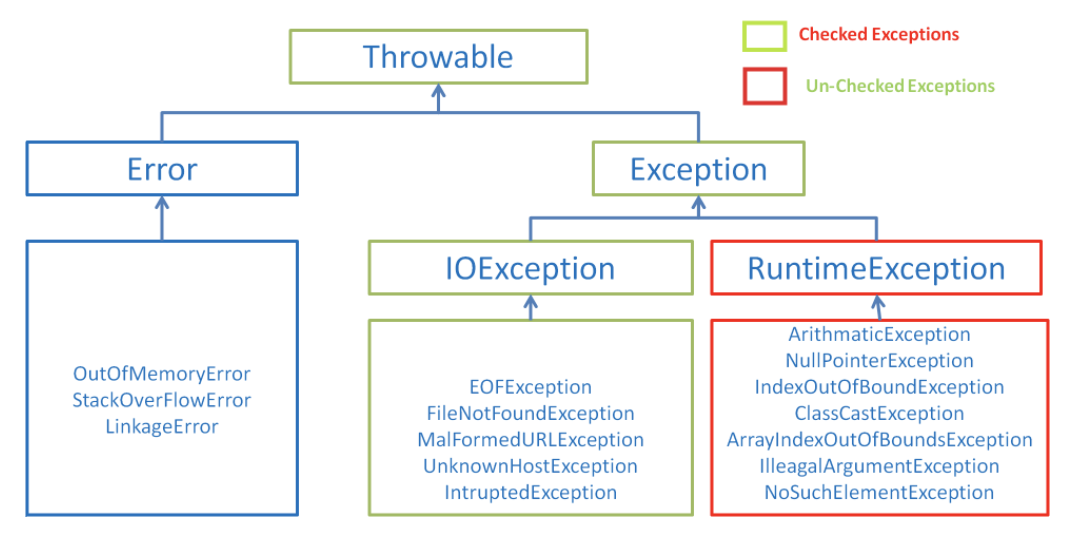 Throwable
Checked Exceptions
Un-Checked Exceptions
Error
Exception
IOException
RuntimeException
OutOfMemoryError
StackOverFlowError
LinkageError
EOFException
FileNotFoundException
MalFormedURLException
UnknownHostException
IntruptedException
ArithmaticException
NullPointerException
IndexOutOfBoundException
ClassCastException
ArrayIndexOutOfBoundsException
IlleagalArgumentException
NoSuchElementException